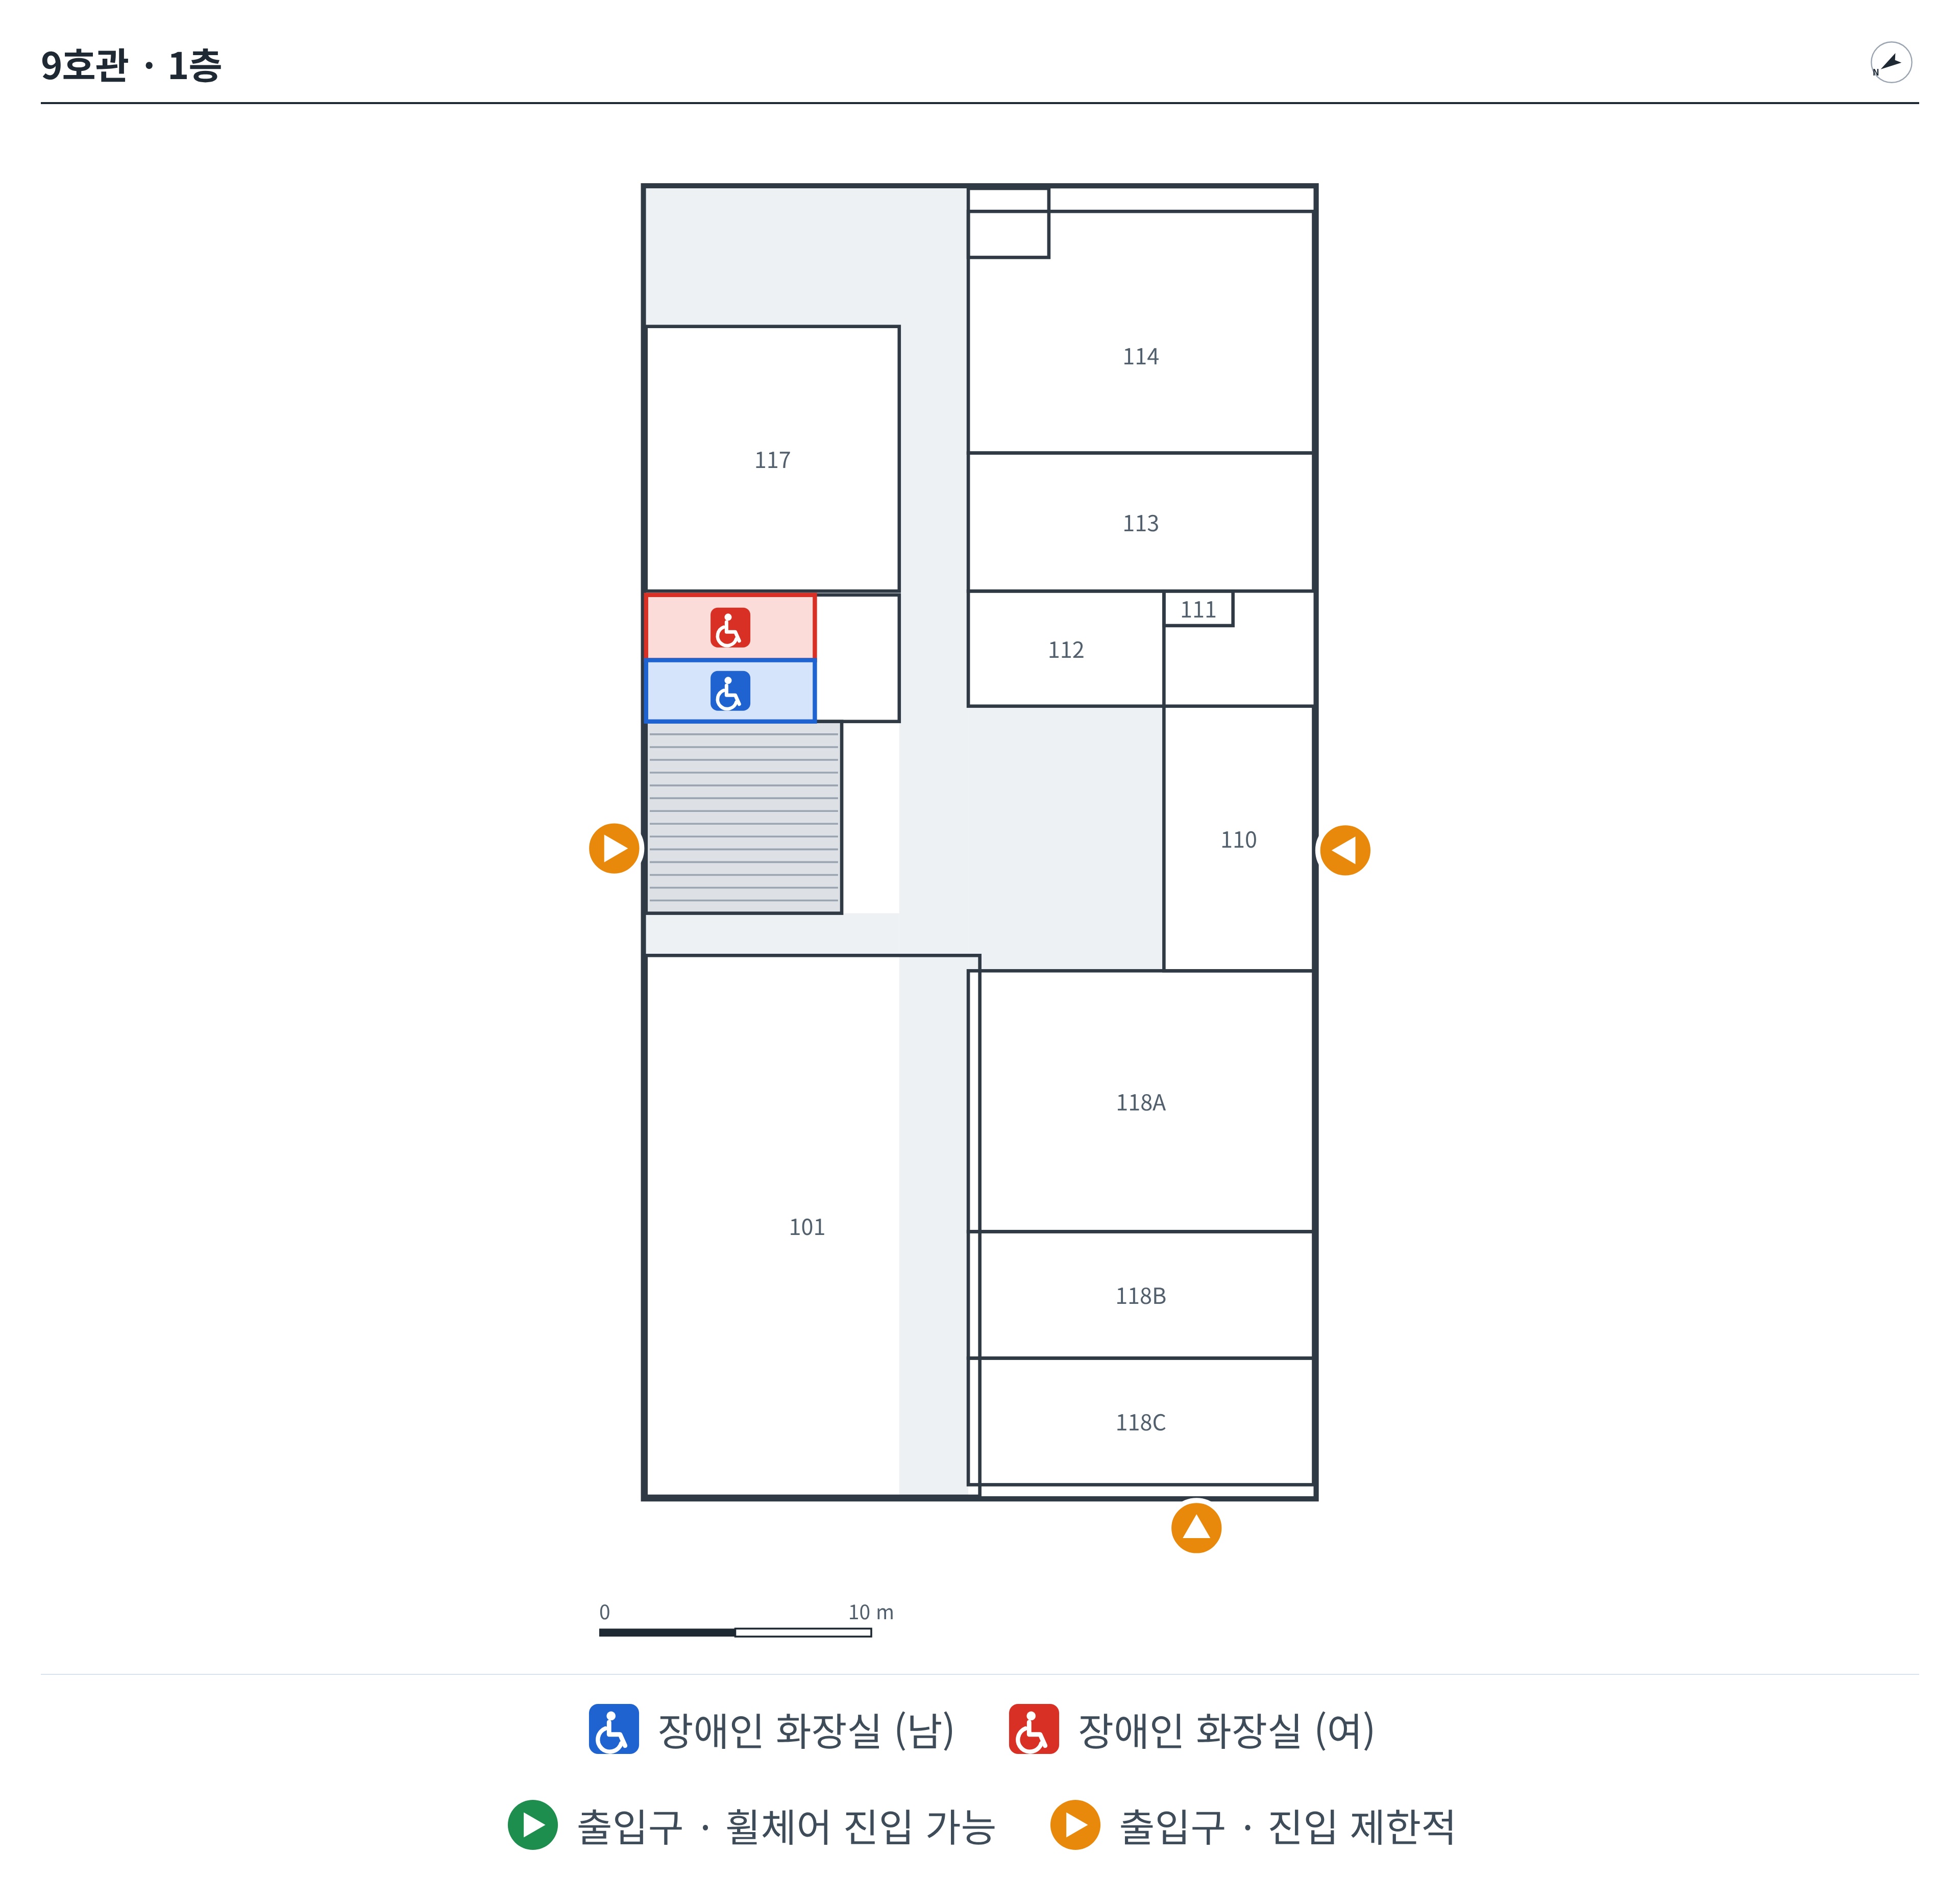 9호관 · 1층
N
114
117
113
111
112
110
118A
101
118B
118C
0 10 m
장애인 화장실 (남) 장애인 화장실 (여)
출입구 · 휠체어 진입 가능 출입구 · 진입 제한적